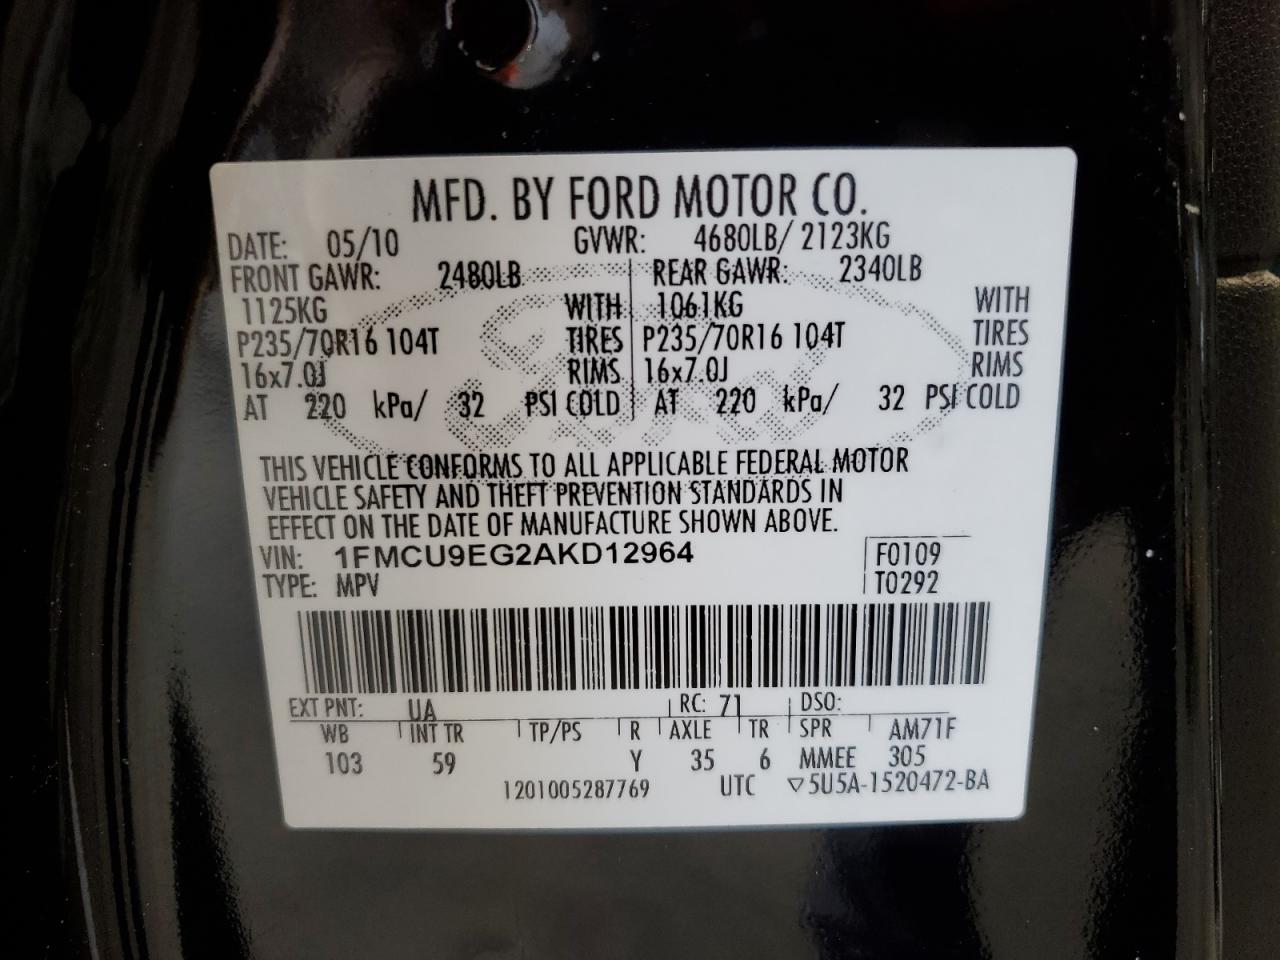 MFD. BY FORD MOTOR CO.
DATE: 05/10 GVWR: 4680LB/ 2123KG
FRONT GAWR: 2480LB REAR GAWR: 2340LB
1125KG WITH 1061KG WITH
P235/70R16 104T TIRES P235/70R16 104T TIRES
16x7.0J RIMS 16x7.0J RIMS
AT 220 kPa/ 32 PSI COLD AT 220 kPa/ 32 PSI COLD
THIS VEHICLE CONFORMS TO ALL APPLICABLE FEDERAL MOTOR
VEHICLE SAFETY AND THEFT PREVENTION STANDARDS IN
EFFECT ON THE DATE OF MANUFACTURE SHOWN ABOVE.
VIN: 1FMCU9EG2AKD12964 F0109
TYPE: MPV T0292
EXT PNT: UA RC: 71 DSO:
WB INT TR TP/PS R AXLE TR SPR AM71F
103 59 Y 35 6 MMEE 305
1201005287769 UTC ▽5U5A-1520472-BA